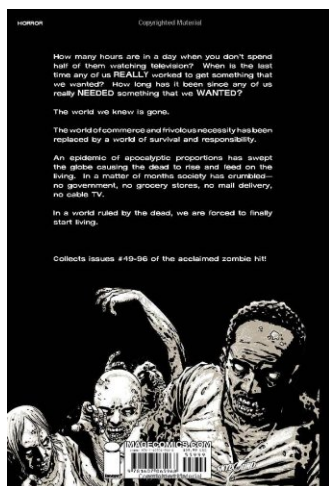 HORROR
Copyrighted Material
How many hours are in a day when you don't spend
half of them watching television? When is the last
time any of us REALLY worked to get something that
we wanted? How long has it been since any of us
really NEEDED something that we WANTED?
The world we knew is gone.
The world of commerce and frivolous necessity has been
replaced by a world of survival and responsibility.
An epidemic of apocalyptic proportions has swept
the globe causing the dead to rise and feed on the
living. In a matter of months society has crumbled—
no government, no grocery stores, no mail delivery,
no cable TV.
In a world ruled by the dead, we are forced to finally
start living.
Collects issues #49-96 of the acclaimed zombie hit!
IMAGECOMICS.COM
Copyrighted Material